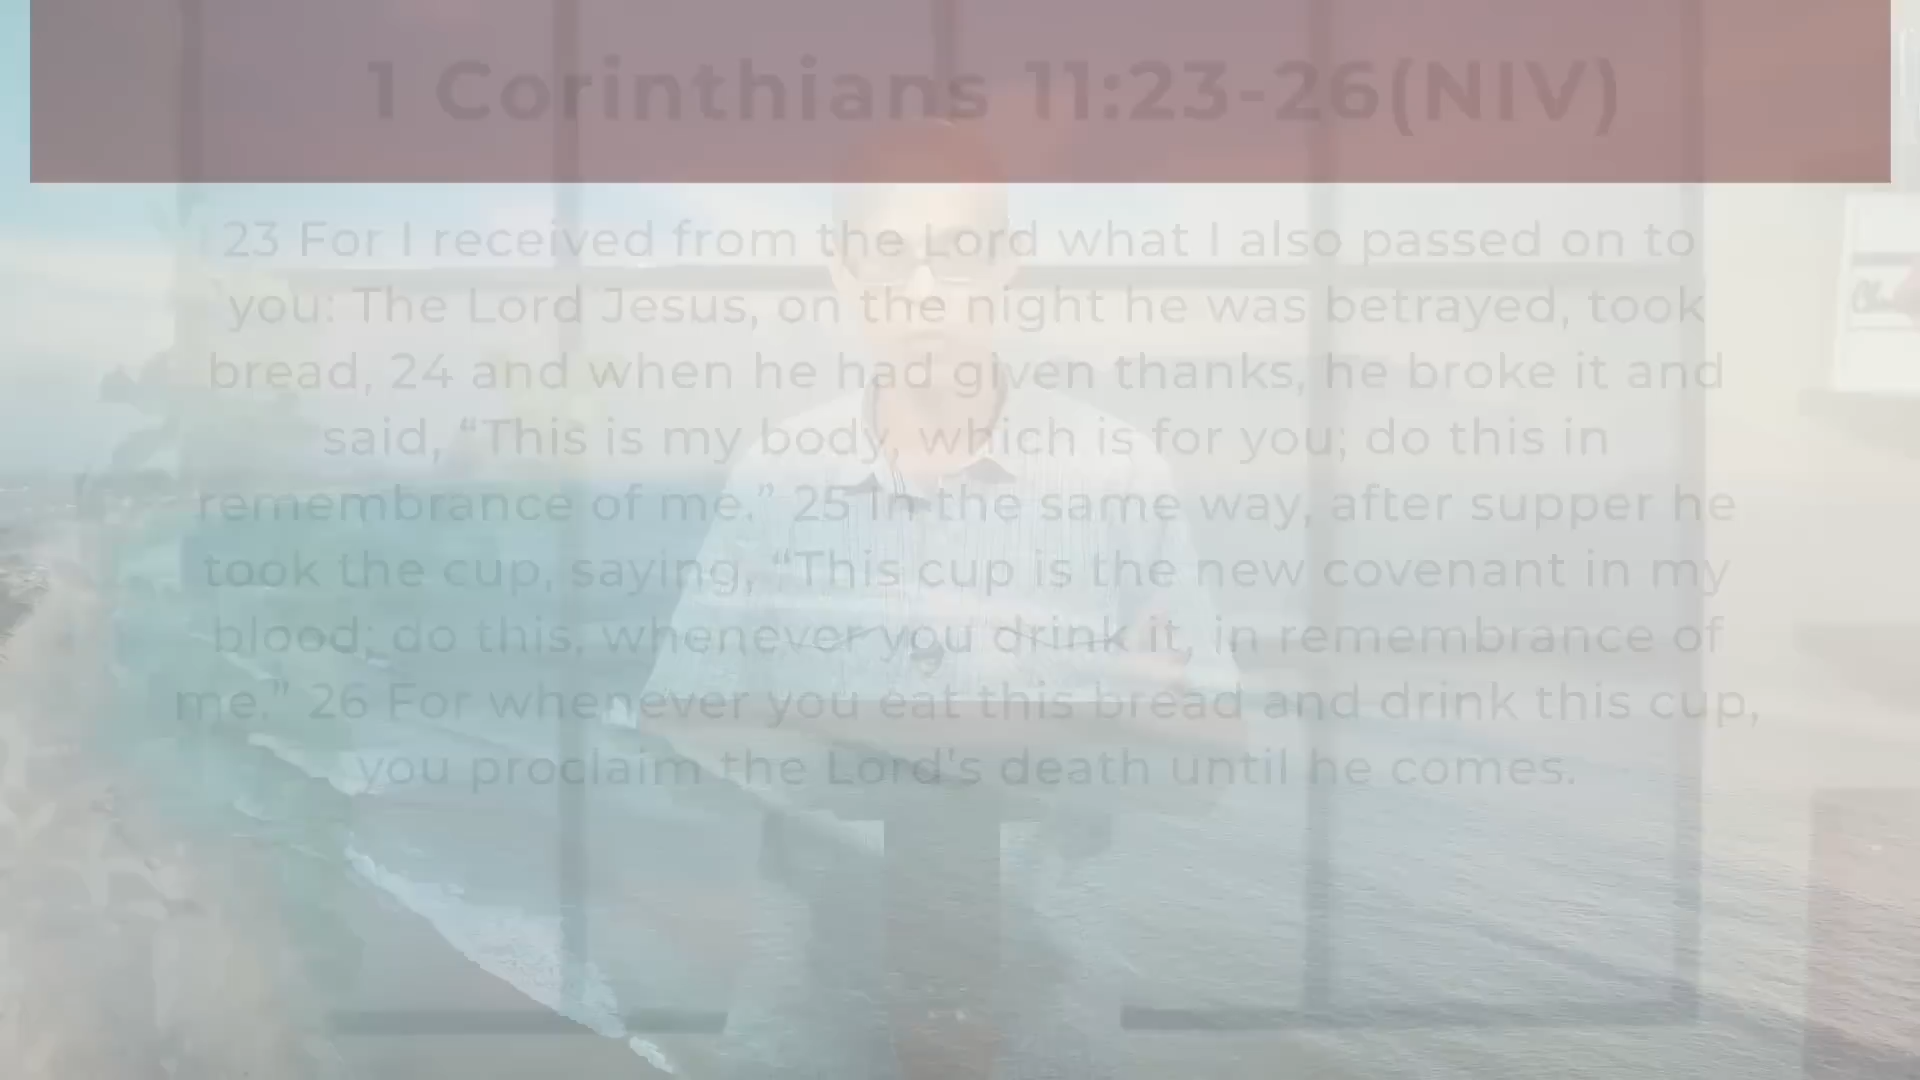 1 Corinthians 11:23-26(NIV)
23 For I received from the Lord what I also passed on to
you: The Lord Jesus, on the night he was betrayed, took
bread, 24 and when he had given thanks, he broke it and
said, “This is my body, which is for you; do this in
remembrance of me.” 25 In the same way, after supper he
took the cup, saying, “This cup is the new covenant in my
blood; do this, whenever you drink it, in remembrance of
me.” 26 For whenever you eat this bread and drink this cup,
you proclaim the Lord's death until he comes.